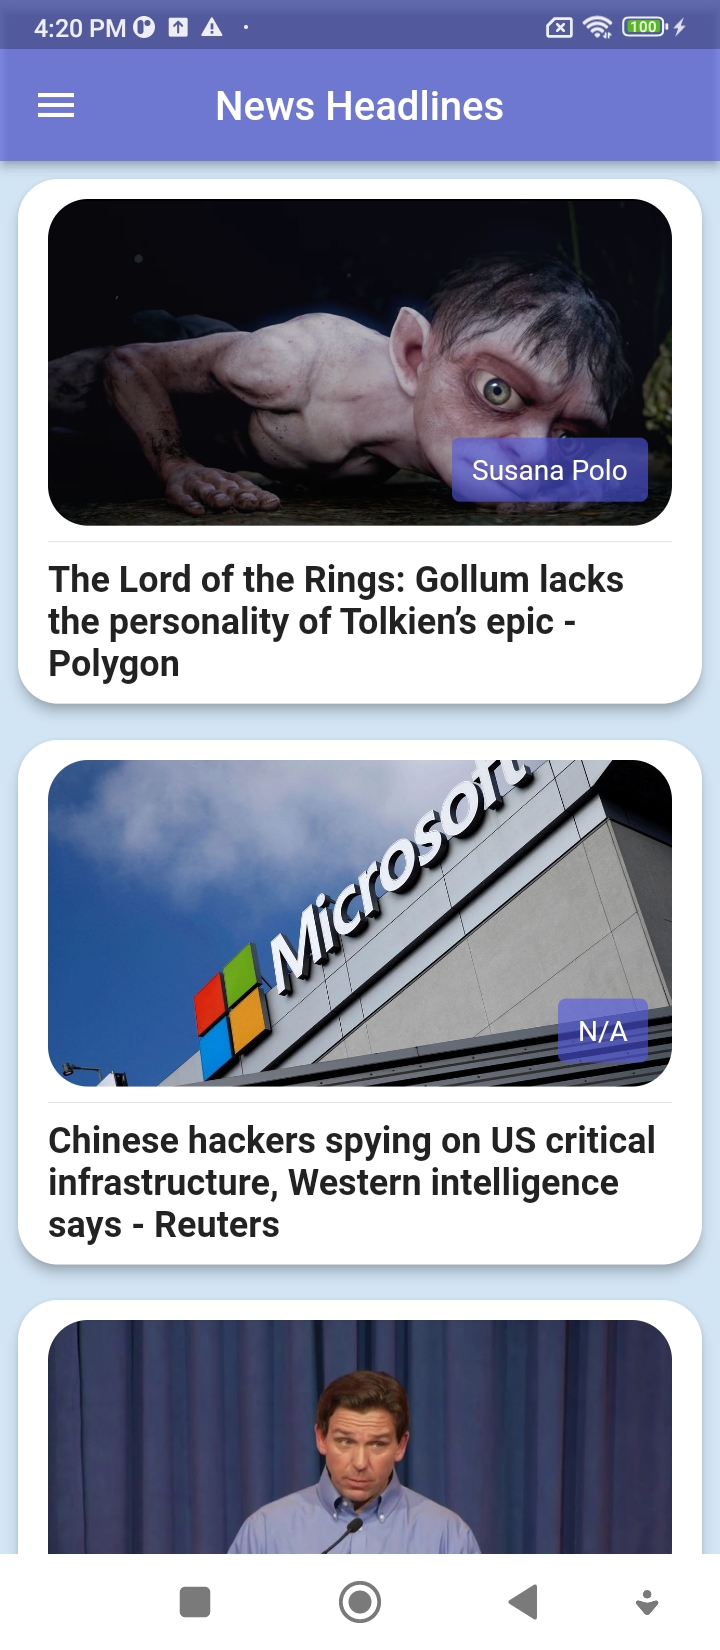 4:20 PM
100
News Headlines
Susana Polo
The Lord of the Rings: Gollum lacks
the personality of Tolkien’s epic -
Polygon
Microsoft
N/A
Chinese hackers spying on US critical
infrastructure, Western intelligence
says - Reuters